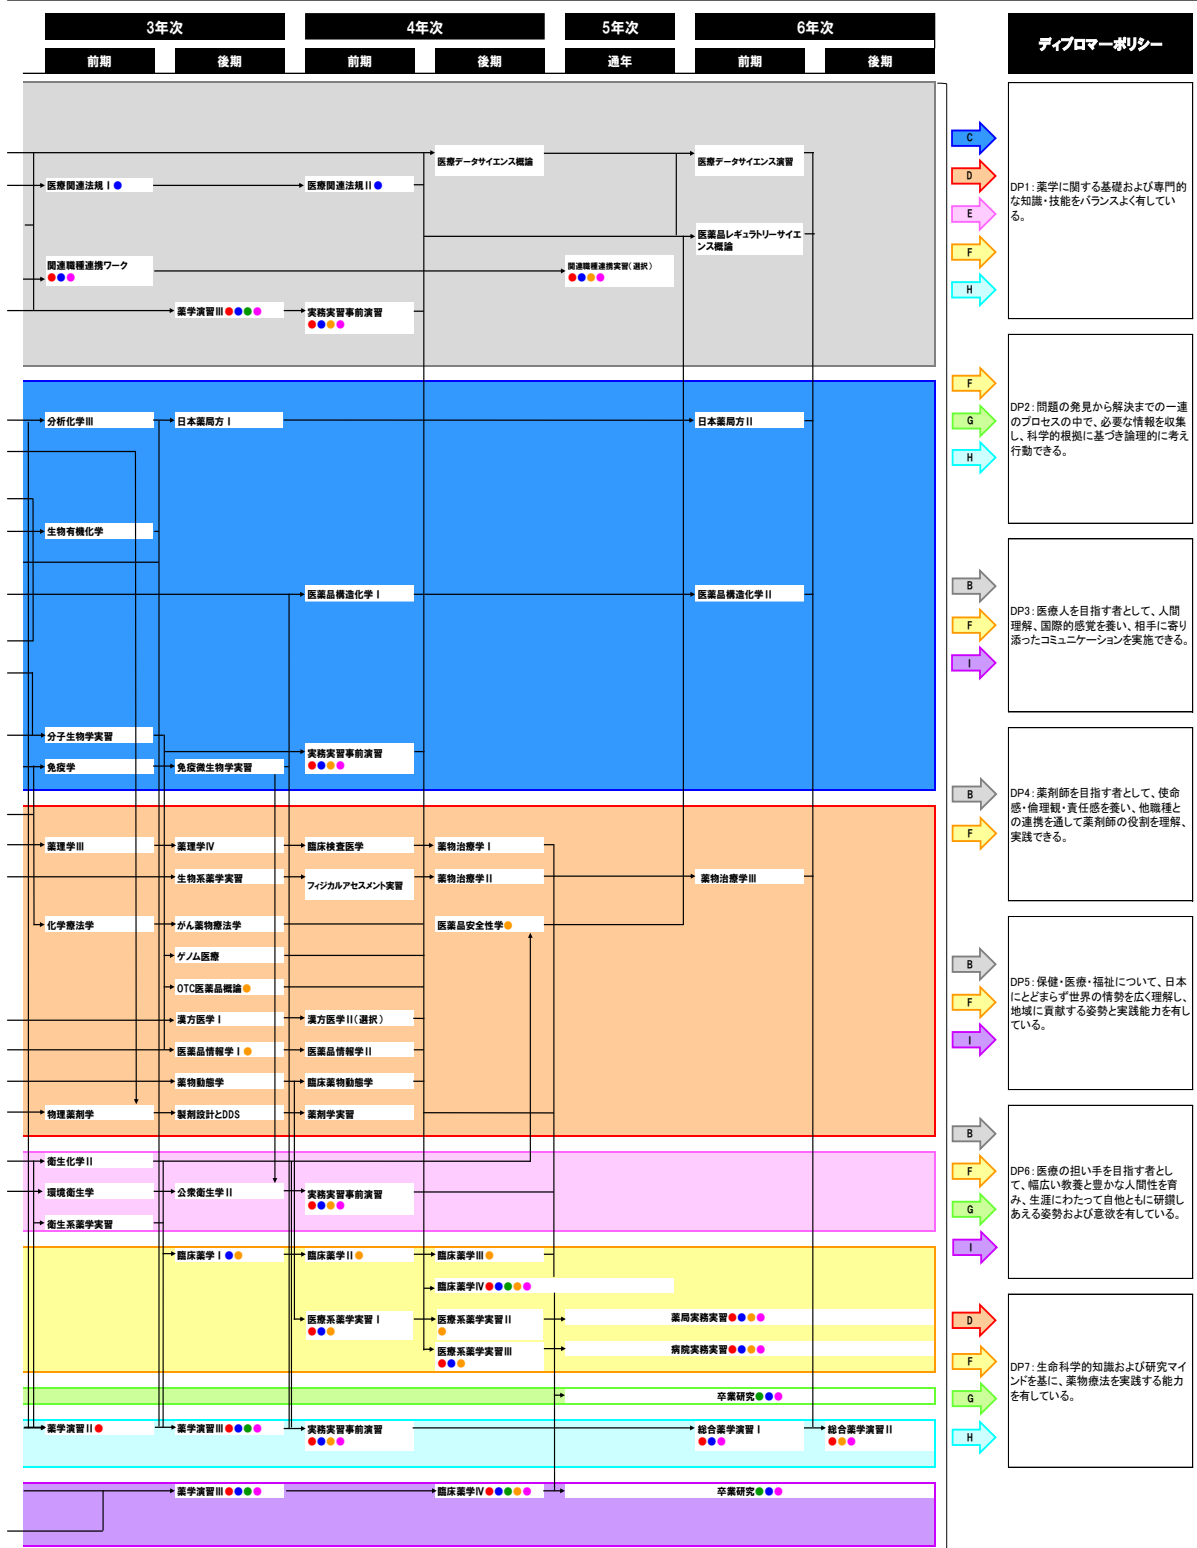 3年次
4年次
5年次
6年次
ディプロマーポリシー
前期
後期
前期
後期
通年
前期
後期
医療データサイエンス概論
医療データサイエンス演習
医療関連法規Ⅰ
医療関連法規Ⅱ
医薬品レギュラトリーサイエ
ンス概論
関連職種連携ワーク
関連職種連携実習(選択)
薬学演習Ⅲ
実務実習事前演習
C
D
E
F
H
DP1:薬学に関する基礎および専門的
な知識・技能をバランスよく有してい
る。
分析化学Ⅲ
日本薬局方Ⅰ
日本薬局方Ⅱ
生物有機化学
医薬品構造化学Ⅰ
医薬品構造化学Ⅱ
分子生物学実習
実務実習事前演習
免疫学
免疫微生物学実習
F
G
H
DP2:問題の発見から解決までの一連
のプロセスの中で、必要な情報を収集
し、科学的根拠に基づき論理的に考え
行動できる。
B
F
I
DP3:医療人を目指す者として、人間
理解、国際的感覚を養い、相手に寄り
添ったコミュニケーションを実施できる。
薬理学Ⅲ
薬理学Ⅳ
臨床検査医学
薬物治療学Ⅰ
生物系薬学実習
フィジカルアセスメント実習
薬物治療学Ⅱ
薬物治療学Ⅲ
化学療法学
がん薬物療法学
医薬品安全性学
ゲノム医療
OTC医薬品概論
漢方医学Ⅰ
漢方医学Ⅱ(選択)
医薬品情報学Ⅰ
医薬品情報学Ⅱ
薬物動態学
臨床薬物動態学
物理薬剤学
製剤設計とDDS
薬剤学実習
B
F
DP4:薬剤師を目指す者として、使命
感・倫理観・責任感を養い、他職種と
の連携を通して薬剤師の役割を理解、
実践できる。
B
F
I
DP5:保健・医療・福祉について、日本
にとどまらず世界の情勢を広く理解し、
地域に貢献する姿勢と実践能力を有し
ている。
衛生化学Ⅱ
環境衛生学
公衆衛生学Ⅱ
実務実習事前演習
衛生系薬学実習
B
F
G
I
DP6:医療の担い手を目指す者とし
て、幅広い教養と豊かな人間性を育
み、生涯にわたって自他ともに研鑽し
あえる姿勢および意欲を有している。
臨床薬学Ⅰ
臨床薬学Ⅱ
臨床薬学Ⅲ
臨床薬学Ⅳ
医療系薬学実習Ⅰ
医療系薬学実習Ⅱ
薬局実務実習
医療系薬学実習Ⅲ
病院実務実習
卒業研究
薬学演習Ⅱ
薬学演習Ⅲ
実務実習事前演習
総合薬学演習Ⅰ
総合薬学演習Ⅱ
D
F
G
H
DP7:生命科学的知識および研究マイ
ンドを基に、薬物療法を実践する能力
を有している。
薬学演習Ⅲ
臨床薬学Ⅳ
卒業研究